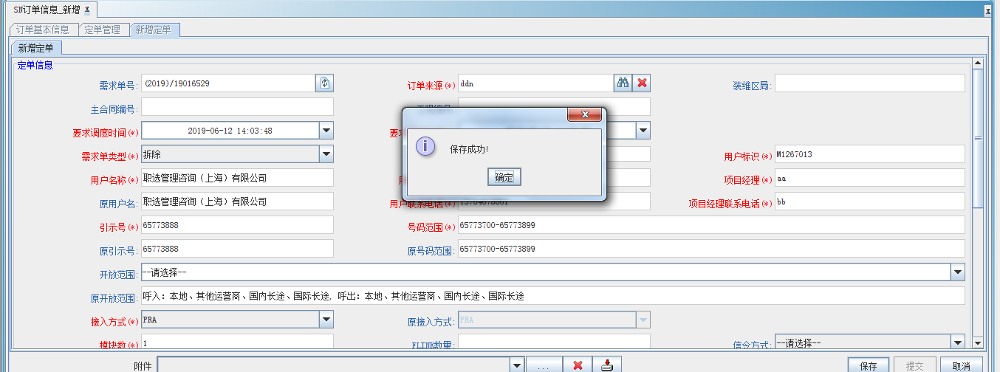 SIN订单信息_新增 X
X
订单基本信息 定单管理 新增定单
新增定单
定单信息
需求单号: (2019)/19016529 订单来源(*) ddn 装维区局:
主合同编号:
要求调度时间(*) 2019-06-12 14:03:48
需求单类型(*) 拆除 用户标识(*) M1267013
用户名称(*) 职选管理咨询（上海）有限公司 项目经理(*) aa
原用户名: 职选管理咨询（上海）有限公司 用户联系电话(*) 项目经理联系电话(*) bb
保存成功!
确定
引示号(*) 65773888 号码范围(*) 65773700-65773899
原引示号: 65773888 原号码范围: 65773700-65773899
开放范围: --请选择--
原开放范围: 呼入: 本地、其他运营商、国内长途、国际长途, 呼出: 本地、其他运营商、国内长途、国际长途
接入方式(*) PRA 原接入方式: PRA
模块数(*) 1 FLINK数量: 信令方式: --请选择--
附件 ... 保存 提交 取消